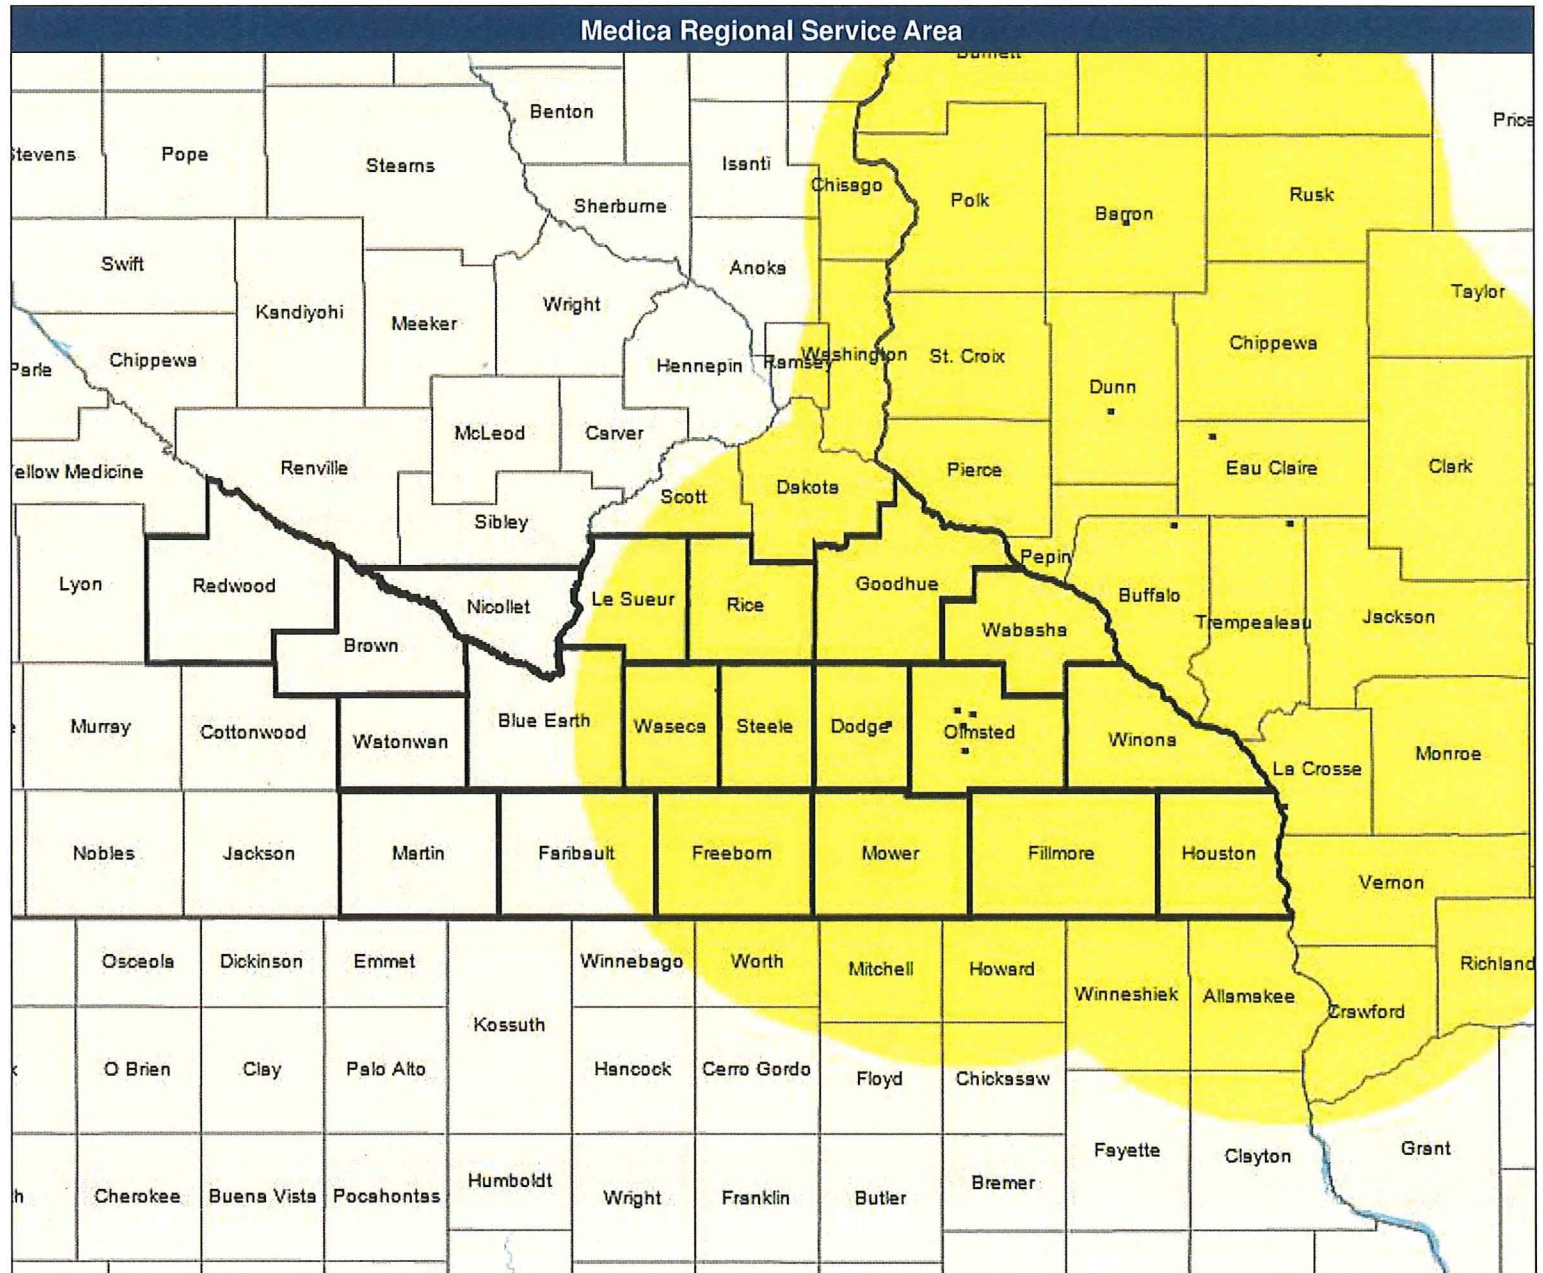 Medica Regional Service Area
Burnett
Benton
Price
Stevens
Pope
Stearns
Isanti
Chisago
Polk
Barron
Rusk
Sherburne
Swift
Anoka
Taylor
Kandiyohi
Wright
Meeker
Chippewa
Hennepin
Ramsey
Washington
St. Croix
Chippewa
Parle
Dunn
McLeod
Carver
Renville
Yellow Medicine
Scott
Dakota
Pierce
Eau Claire
Clark
Sibley
Lyon
Redwood
Nicollet
Le Sueur
Rice
Goodhue
Pepin
Buffalo
Trempealeau
Jackson
Brown
Wabasha
Murray
Cottonwood
Watonwan
Blue Earth
Waseca
Steele
Dodge
Olmsted
Winona
La Crosse
Monroe
Nobles
Jackson
Martin
Faribault
Freeborn
Mower
Fillmore
Houston
Vernon
Osceola
Dickinson
Emmet
Winnebago
Worth
Mitchell
Howard
Winneshiek
Allamakee
Crawford
Richland
Kossuth
O Brien
Clay
Palo Alto
Hancock
Cerro Gordo
Floyd
Chickasaw
Fayette
Clayton
Grant
Cherokee
Buena Vista
Pocahontas
Humboldt
Wright
Franklin
Butler
Bremer